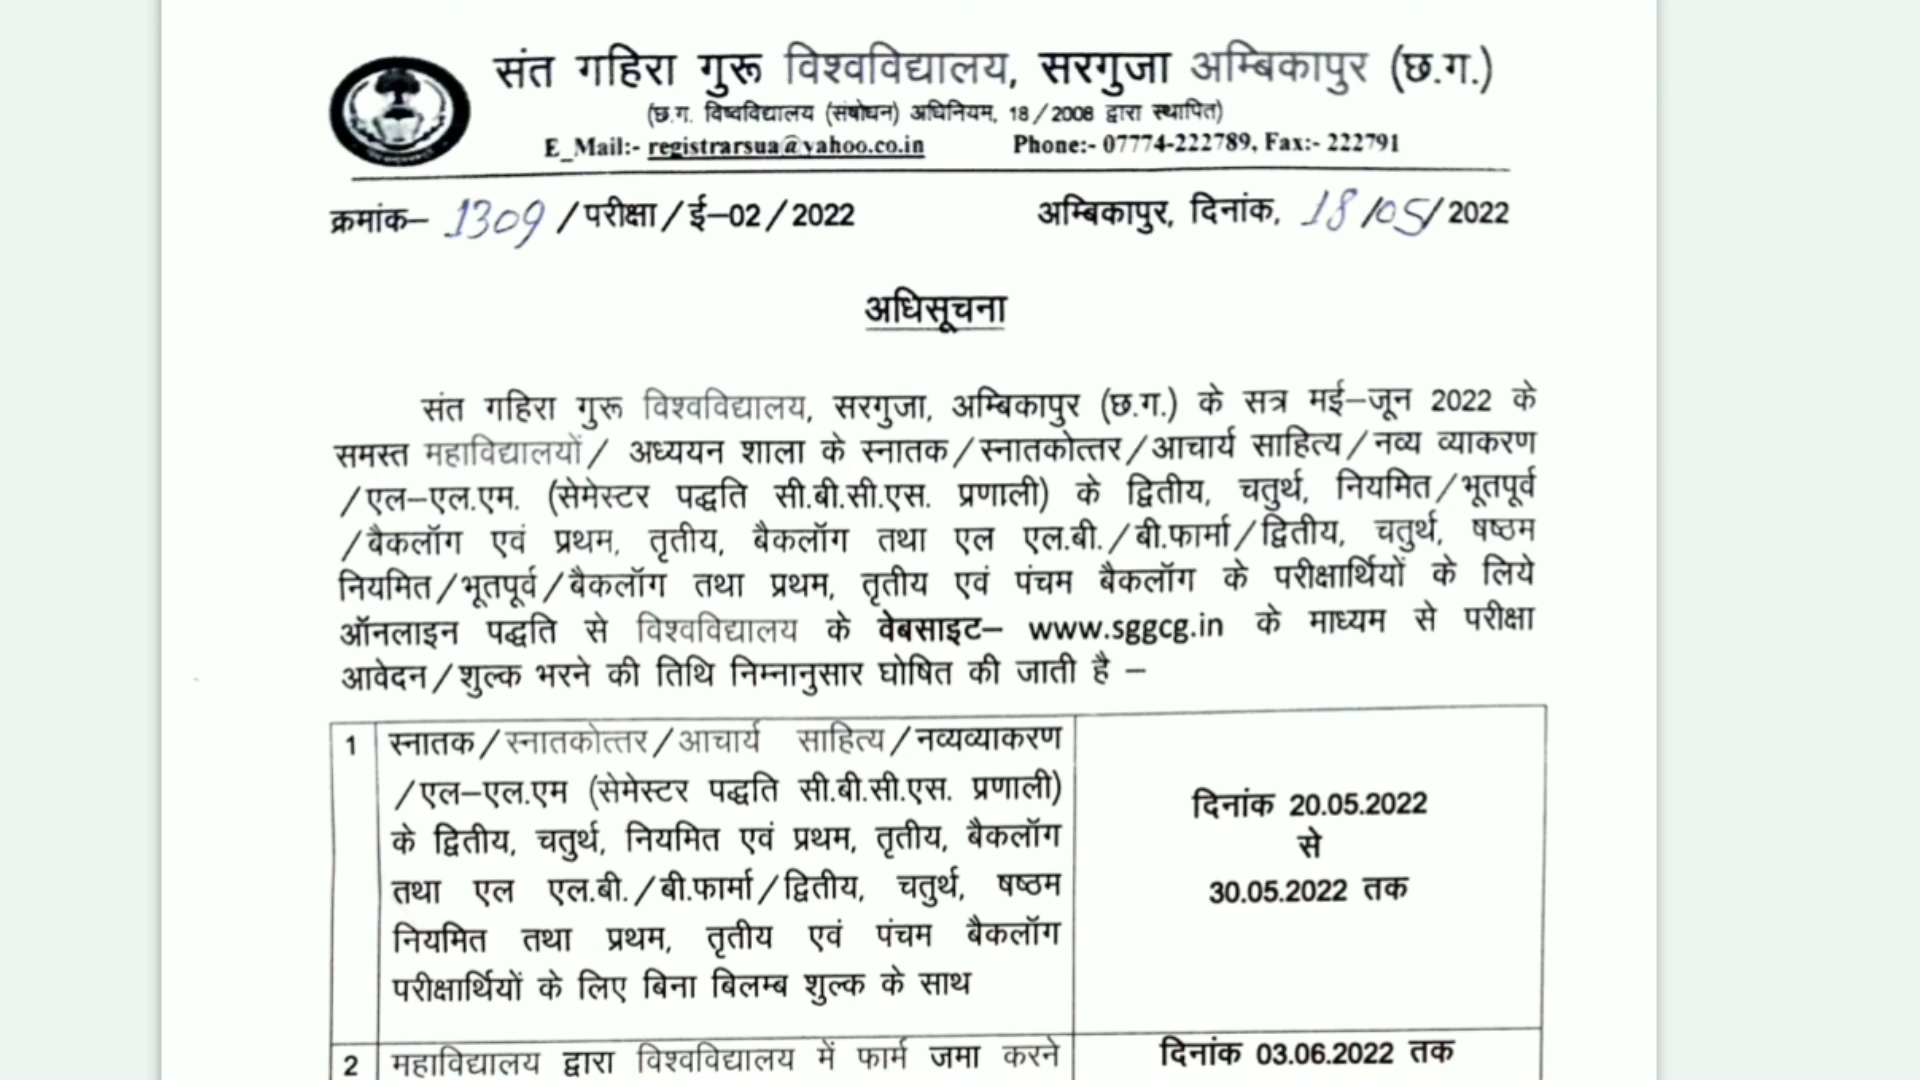 संत गहिरा गुरू विश्वविद्यालय, सरगुजा अम्बिकापुर (छ.ग.)
(छ.ग. विश्वविद्यालय (संशोधन) अधिनियम, 18/2008 द्वारा स्थापित)
E_Mail:- registrarsua@yahoo.co.in Phone:- 07774-222789, Fax:- 222791
क्रमांक– 1309 /परीक्षा/ई–02/2022 अम्बिकापुर, दिनांक, 18/05/2022
अधिसूचना
संत गहिरा गुरू विश्वविद्यालय, सरगुजा, अम्बिकापुर (छ.ग.) के सत्र मई–जून 2022 के
समस्त महाविद्यालयों/ अध्ययन शाला के स्नातक/स्नातकोत्तर/आचार्य साहित्य/नव्य व्याकरण
/एल–एल.एम. (सेमेस्टर पद्धति सी.बी.सी.एस. प्रणाली) के द्वितीय, चतुर्थ, नियमित/भूतपूर्व
/बैकलॉग एवं प्रथम, तृतीय, बैकलॉग तथा एल एल.बी./बी.फार्मा/द्वितीय, चतुर्थ, षष्ठम
नियमित/भूतपूर्व/बैकलॉग तथा प्रथम, तृतीय एवं पंचम बैकलॉग के परीक्षार्थियों के लिये
ऑनलाइन पद्धति से विश्वविद्यालय के वेबसाइट– www.sggcg.in के माध्यम से परीक्षा
आवेदन/शुल्क भरने की तिथि निम्नानुसार घोषित की जाती है –
1 स्नातक/स्नातकोत्तर/आचार्य साहित्य/नव्यव्याकरण
/एल–एल.एम (सेमेस्टर पद्धति सी.बी.सी.एस. प्रणाली)
के द्वितीय, चतुर्थ, नियमित एवं प्रथम, तृतीय, बैकलॉग
तथा एल एल.बी./बी.फार्मा/द्वितीय, चतुर्थ, षष्ठम
नियमित तथा प्रथम, तृतीय एवं पंचम बैकलॉग
परीक्षार्थियों के लिए बिना बिलम्ब शुल्क के साथ
दिनांक 20.05.2022
से
30.05.2022 तक
2 महाविद्यालय द्वारा विश्वविद्यालय में फार्म जमा करने
दिनांक 03.06.2022 तक